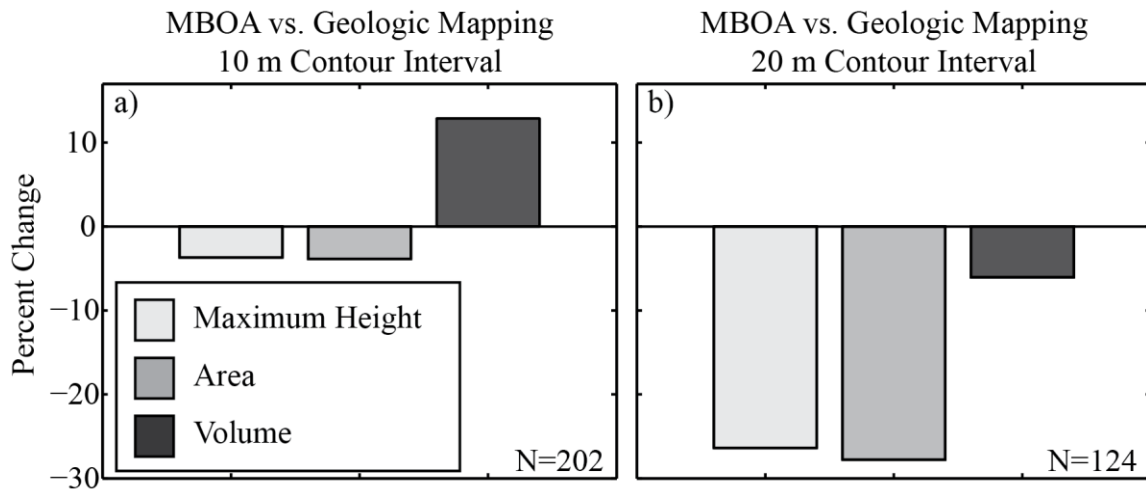 MBOA vs. Geologic Mapping
10 m Contour Interval
MBOA vs. Geologic Mapping
20 m Contour Interval
a)
b)
Percent Change
10
0
−10
−20
−30
Maximum Height
Area
Volume
N=202
N=124